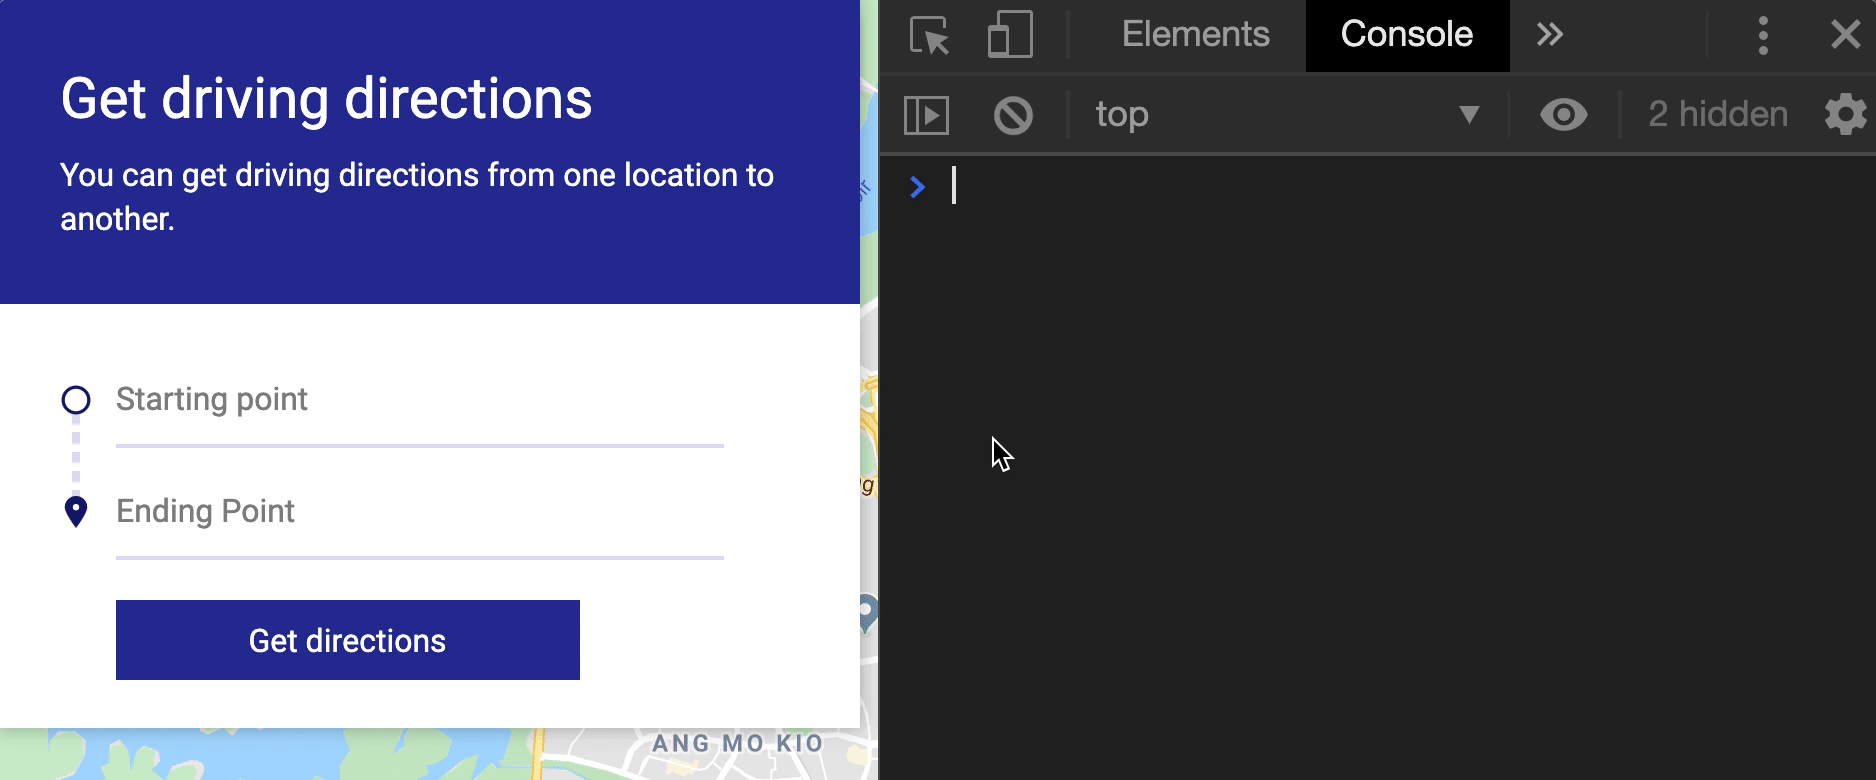 Get driving directions
You can get driving directions from one location to
another.
Starting point
Ending Point
Get directions
ANG MO KIO
Elements
Console
top
2 hidden